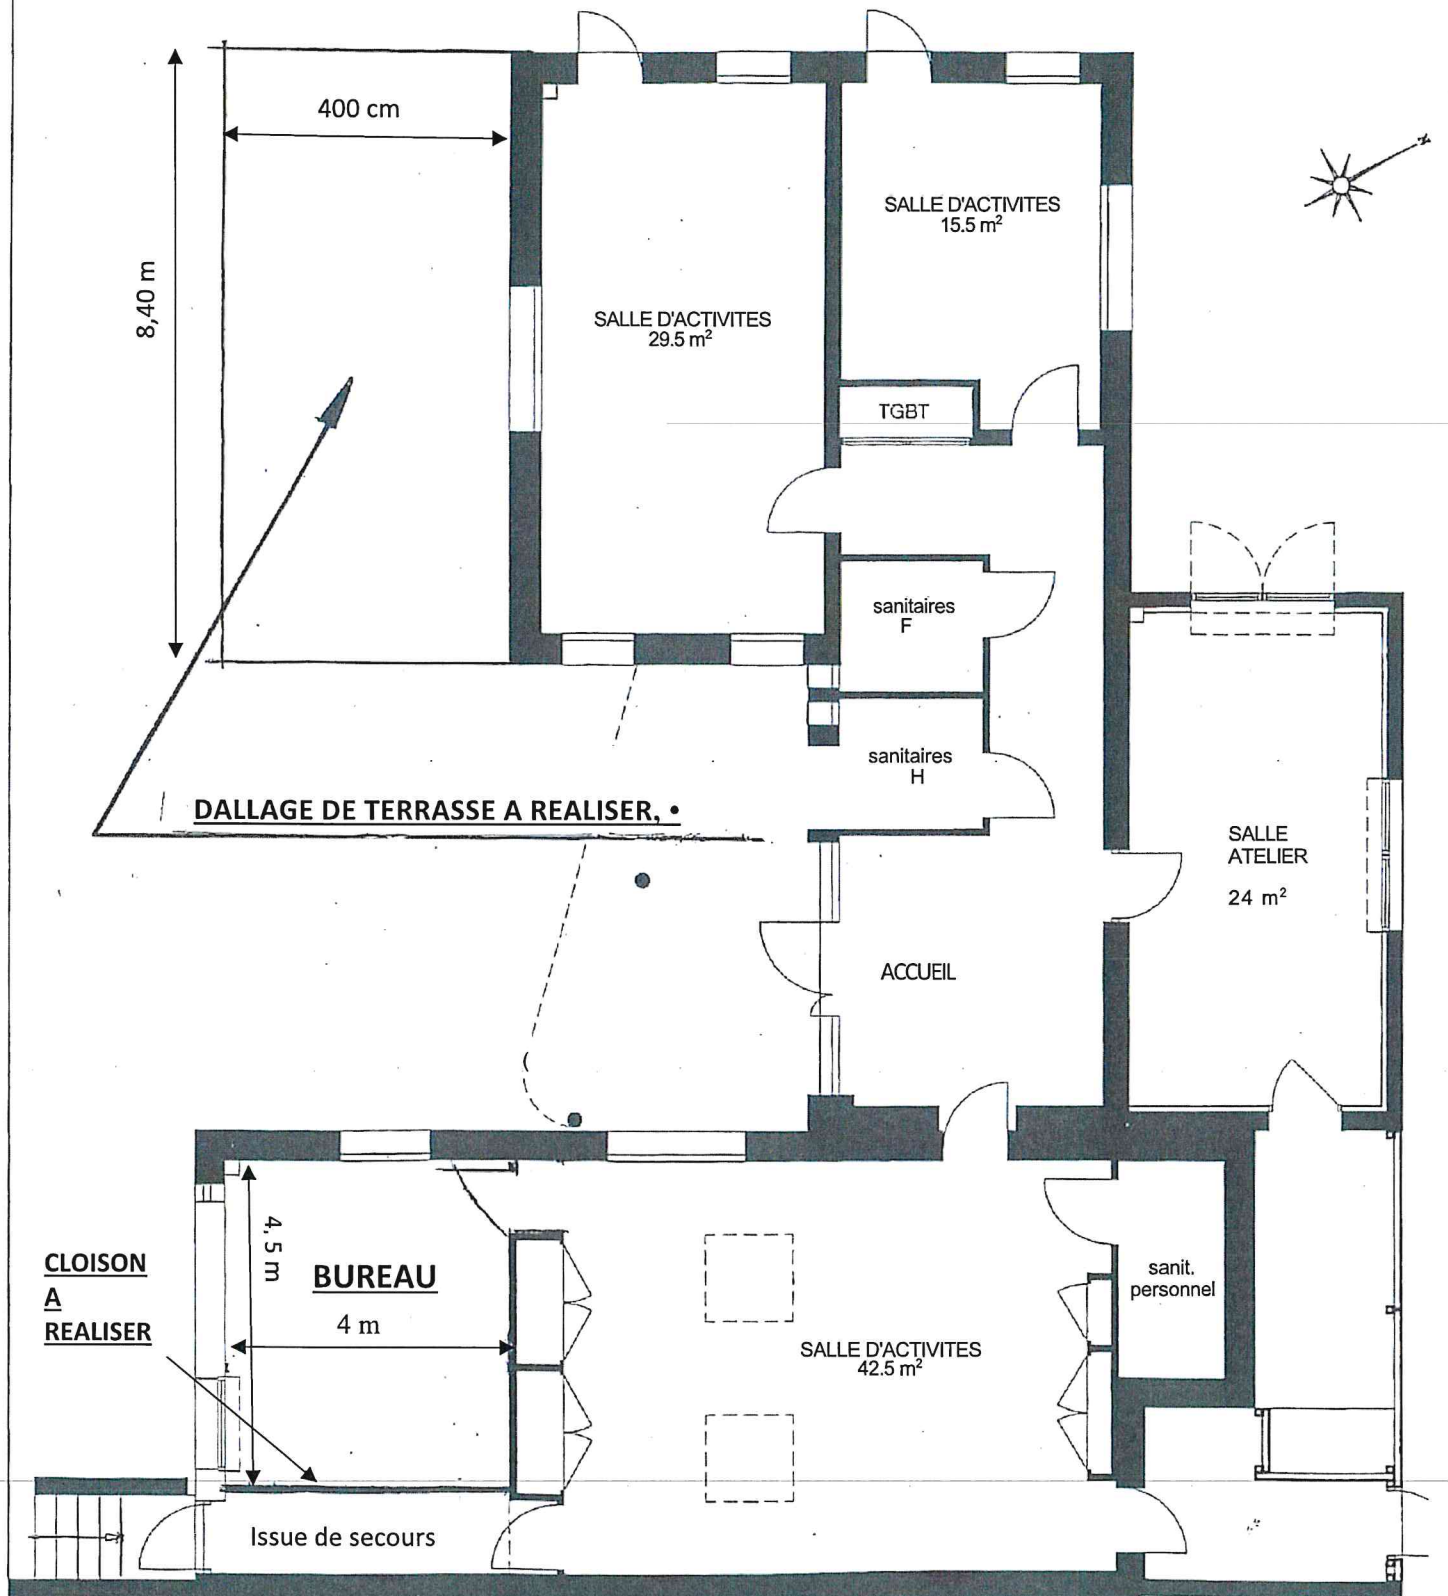 400 cm
8,40 m
N
SALLE D'ACTIVITES
15.5 m²
SALLE D'ACTIVITES
29.5 m²
TGBT
sanitaires
F
sanitaires
H
DALLAGE DE TERRASSE A REALISER, •
SALLE
ATELIER
24 m²
ACCUEIL
4,5 m
CLOISON
A
REALISER
BUREAU
4 m
sanit.
personnel
SALLE D'ACTIVITES
42.5 m²
Issue de secours